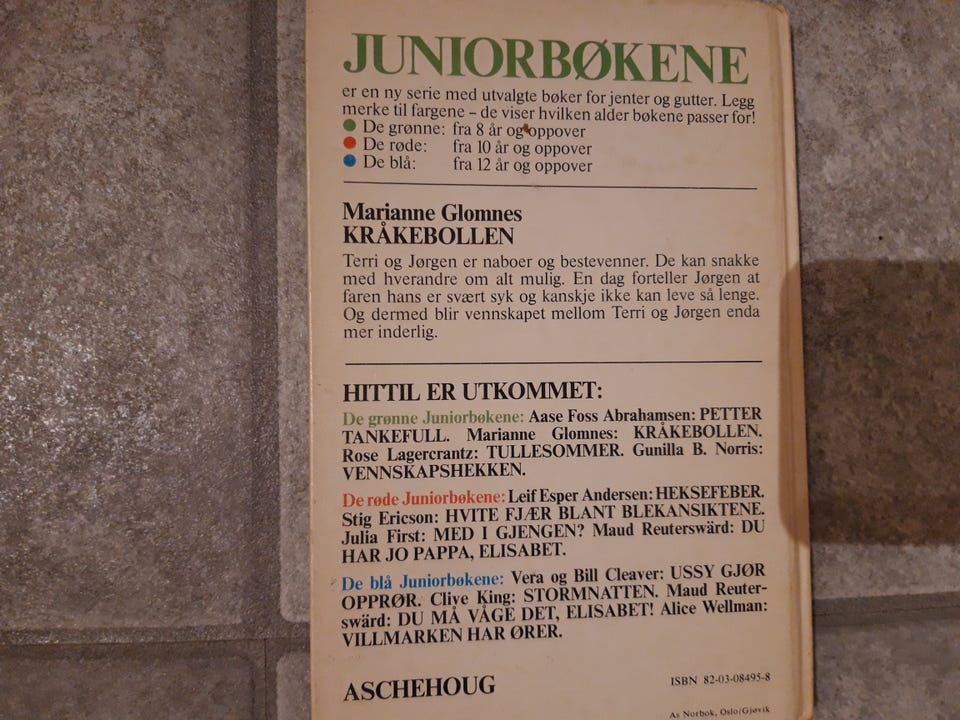 JUNIORBØKENE
er en ny serie med utvalgte bøker for jenter og gutter. Legg
merke til fargene – de viser hvilken alder bøkene passer for!
De grønne: fra 8 år og oppover
De røde: fra 10 år og oppover
De blå: fra 12 år og oppover
Marianne Glomnes
KRÅKEBOLLEN
Terri og Jørgen er naboer og bestevenner. De kan snakke
med hverandre om alt mulig. En dag forteller Jørgen at
faren hans er svært syk og kanskje ikke kan leve så lenge.
Og dermed blir vennskapet mellom Terri og Jørgen enda
mer inderlig.
HITTIL ER UTKOMMET:
De grønne Juniorbøkene: Aase Foss Abrahamsen: PETTER
TANKEFULL. Marianne Glomnes: KRÅKEBOLLEN.
Rose Lagercrantz: TULLESOMMER. Gunilla B. Norris:
VENNSKAPSHEKKEN.
De røde Juniorbøkene: Leif Esper Andersen: HEKSEFEBER.
Stig Ericson: HVITE FJÆR BLANT BLEKANSIKTENE.
Julia First: MED I GJENGEN? Maud Reuterswärd: DU
HAR JO PAPPA, ELISABET.
De blå Juniorbøkene: Vera og Bill Cleaver: USSY GJØR
OPPRØR. Clive King: STORMNATTEN. Maud Reuter-
swärd: DU MÅ VÅGE DET, ELISABET! Alice Wellman:
VILLMARKEN HAR ØRER.
ASCHEHOUG
ISBN 82-03-08495-8
As Norbok, Oslo/Gjøvik